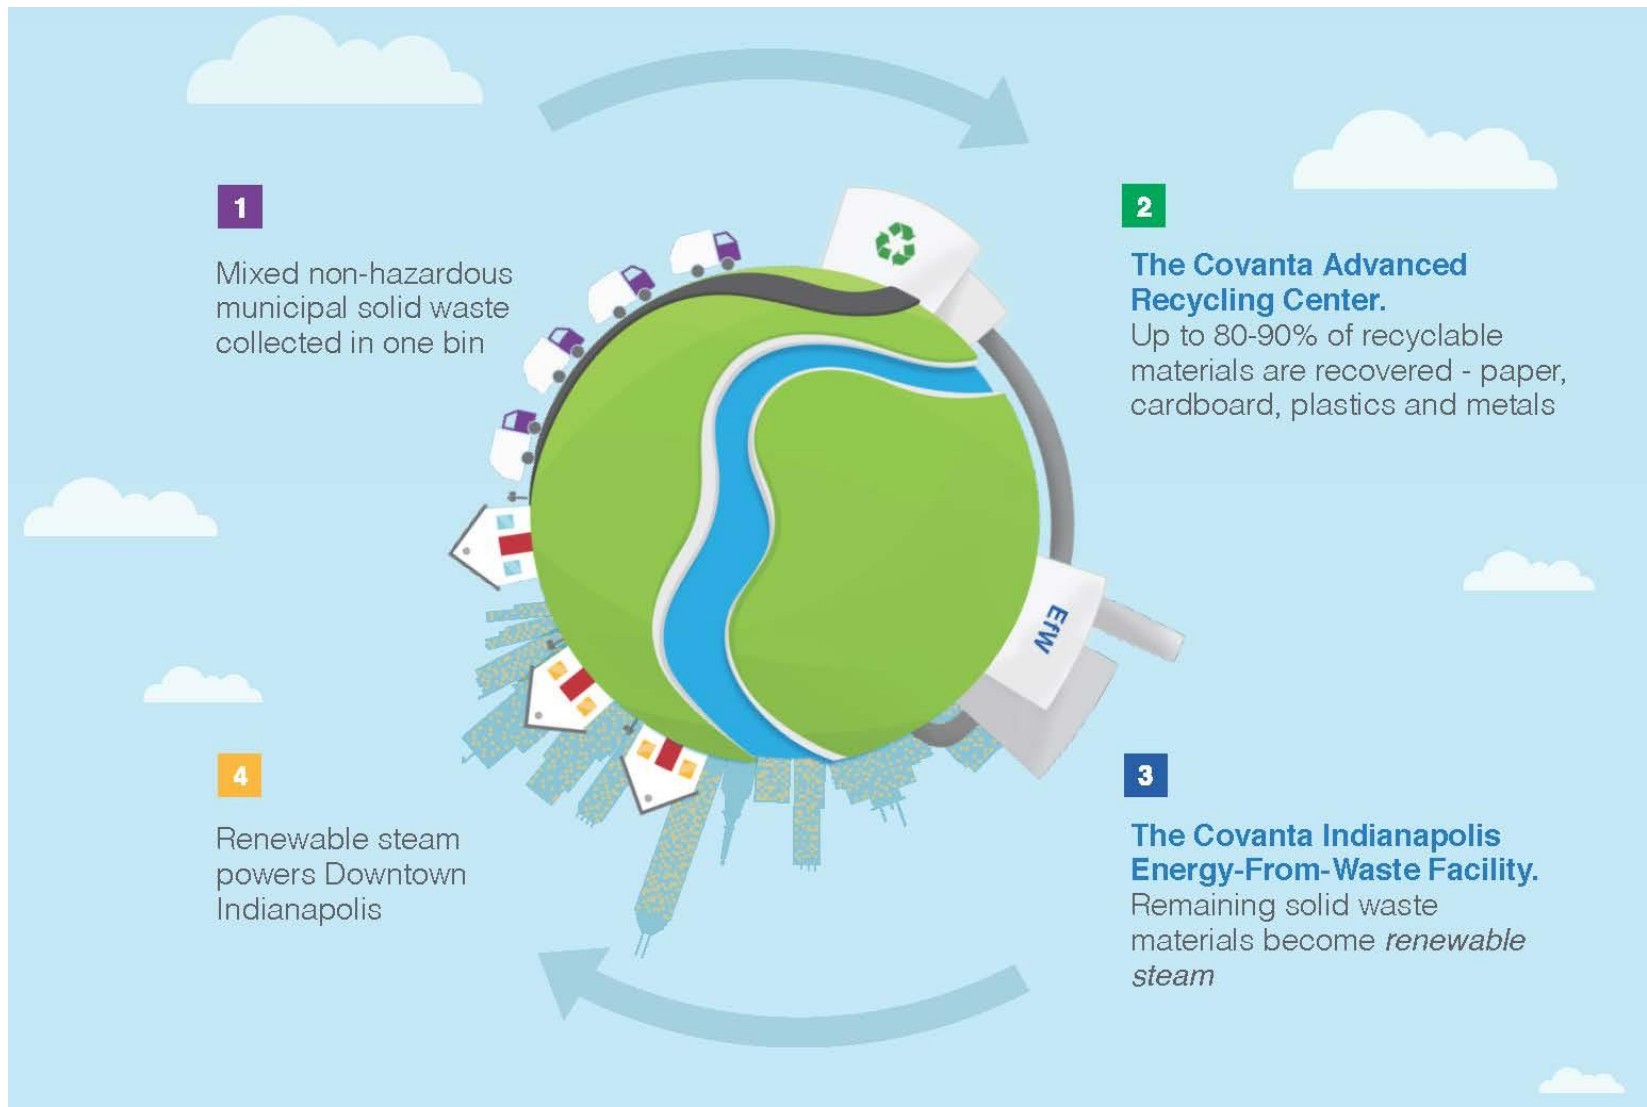 1
Mixed non-hazardous
municipal solid waste
collected in one bin
2
The Covanta Advanced
Recycling Center.
Up to 80-90% of recyclable
materials are recovered - paper,
cardboard, plastics and metals
EfW
3
The Covanta Indianapolis
Energy-From-Waste Facility.
Remaining solid waste
materials become renewable
steam
4
Renewable steam
powers Downtown
Indianapolis